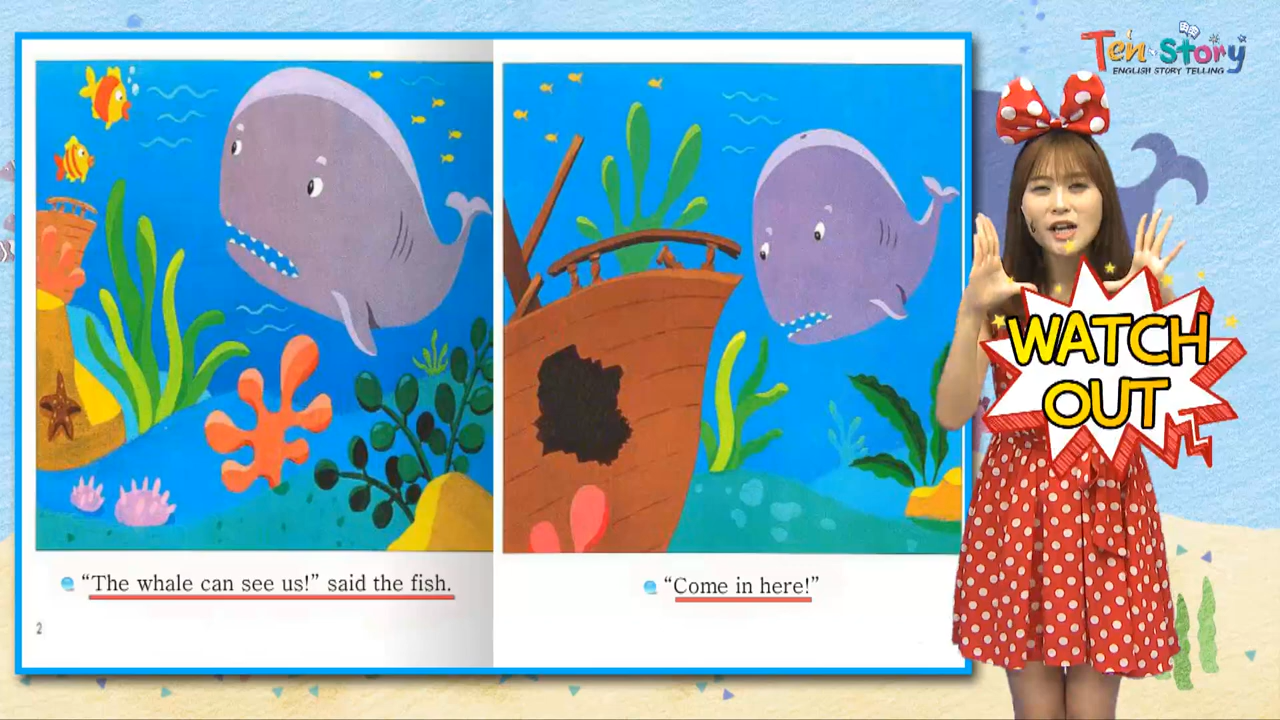 Ten Story
ENGLISH STORY TELLING
WATCH
OUT
“The whale can see us!” said the fish.
“Come in here!”
2